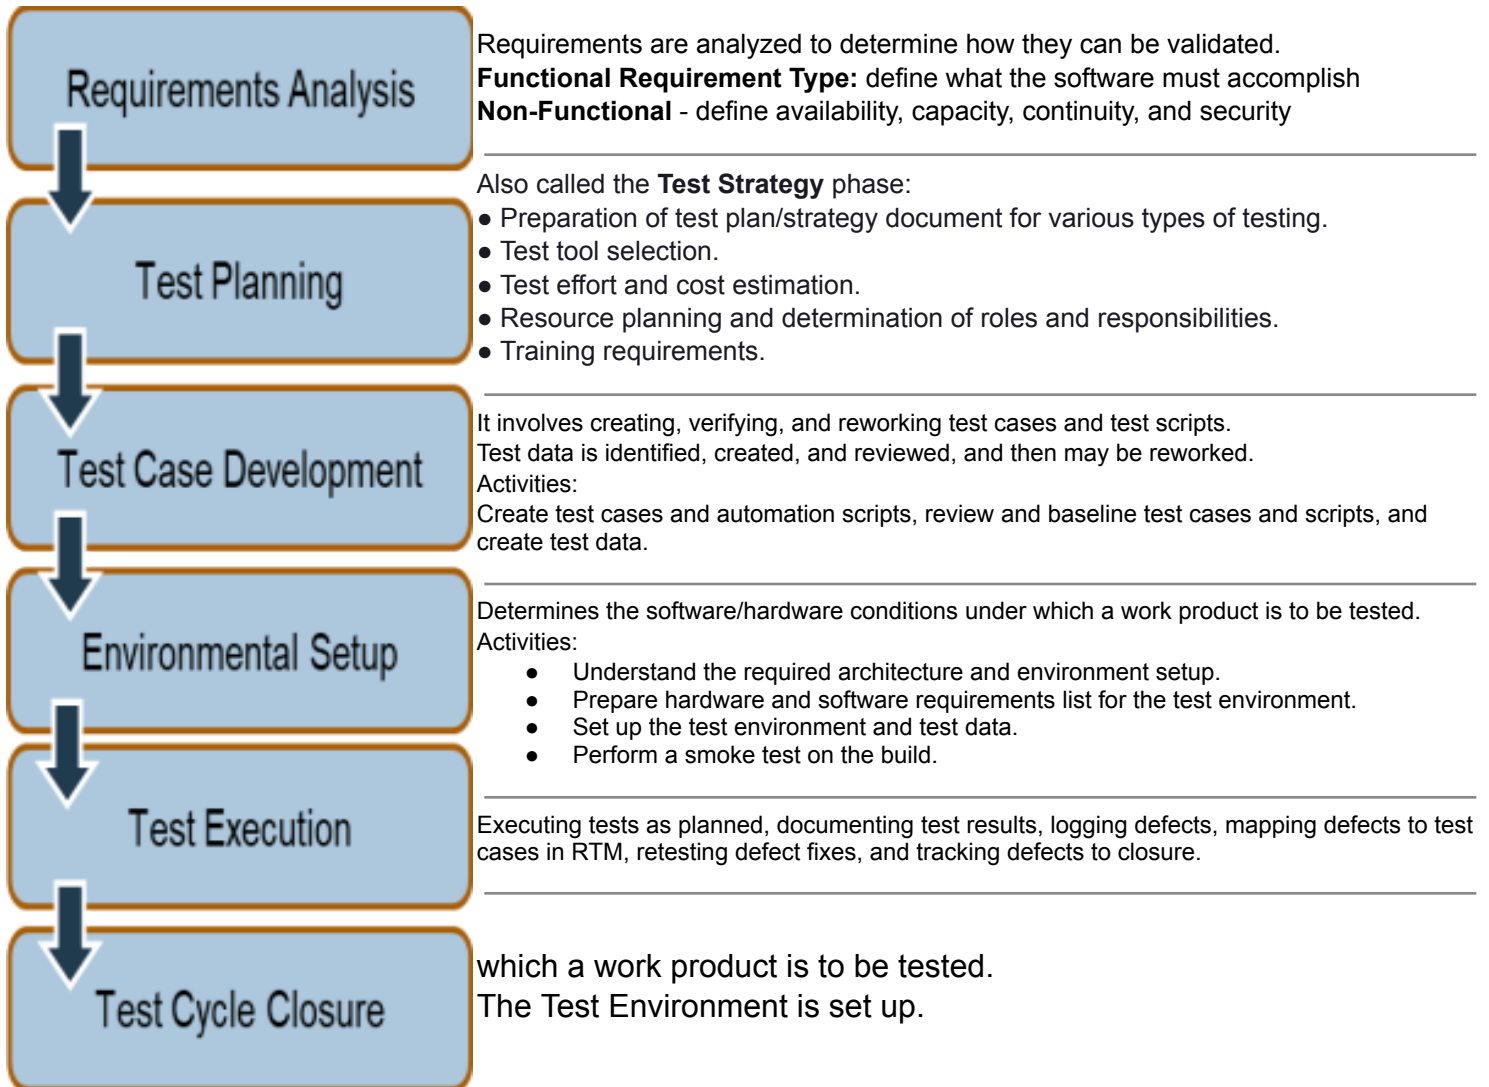 Requirements Analysis
Requirements are analyzed to determine how they can be validated.
Functional Requirement Type: define what the software must accomplish
Non-Functional - define availability, capacity, continuity, and security
Test Planning
Also called the Test Strategy phase:
● Preparation of test plan/strategy document for various types of testing.
● Test tool selection.
● Test effort and cost estimation.
● Resource planning and determination of roles and responsibilities.
● Training requirements.
Test Case Development
It involves creating, verifying, and reworking test cases and test scripts.
Test data is identified, created, and reviewed, and then may be reworked.
Activities:
Create test cases and automation scripts, review and baseline test cases and scripts, and
create test data.
Environmental Setup
Determines the software/hardware conditions under which a work product is to be tested.
Activities:
● Understand the required architecture and environment setup.
● Prepare hardware and software requirements list for the test environment.
● Set up the test environment and test data.
● Perform a smoke test on the build.
Test Execution
Executing tests as planned, documenting test results, logging defects, mapping defects to test
cases in RTM, retesting defect fixes, and tracking defects to closure.
Test Cycle Closure
which a work product is to be tested.
The Test Environment is set up.